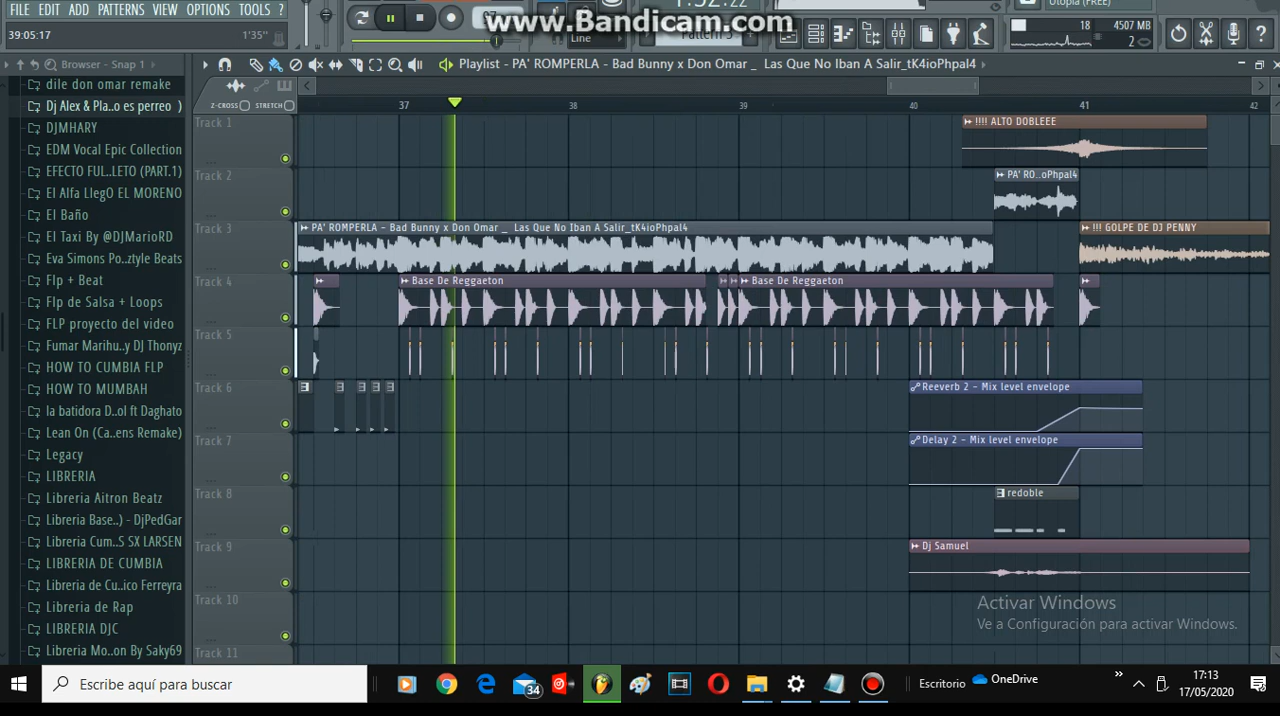 FILE EDIT ADD PATTERNS VIEW OPTIONS TOOLS ?
39:05:17 1'35"
www.Bandicam.com
Line
Pattern 5
18 4507 MB
2
Utopia (FREE)
Browser - Snap 1
Playlist - PA' ROMPERLA - Bad Bunny x Don Omar _ Las Que No Iban A Salir_tK4ioPhpal4
Z-CROSS STRETCH
37 38 39 40 41 42
dile don omar remake
Dj Alex & Pla..o es perreo )
DJMHARY
EDM Vocal Epic Collection
EFECTO FUL..LETO (PART.1)
El Alfa LlegO EL MORENO
El Baño
El Taxi By @DJMarioRD
Eva Simons Po..ztyle Beats
Flp + Beat
Flp de Salsa + Loops
FLP proyecto del video
Fumar Marihu..y DJ Thonyz
HOW TO CUMBIA FLP
HOW TO MUMBAH
la batidora D..ol ft Daghato
Lean On (Ca..ens Remake)
Legacy
LIBRERIA
Libreria Aitron Beatz
Libreria Base..) - DjPedGar
Libreria Cum..S SX LARSEN
LIBRERIA DE CUMBIA
Libreria de Cu..ico Ferreyra
Libreria de Rap
LIBRERIA DJC
Libreria Mo..on By Saky69
Track 1
!!!! ALTO DOBLEEE
Track 2
PA' RO..oPhpal4
Track 3
PA' ROMPERLA - Bad Bunny x Don Omar _ Las Que No Iban A Salir_tK4ioPhpal4
!!! GOLPE DE DJ PENNY
Track 4
Base De Reggaeton
Base De Reggaeton
Track 5
Track 6
Reeverb 2 - Mix level envelope
Track 7
Delay 2 - Mix level envelope
Track 8
redoble
Track 9
Dj Samuel
Track 10
Track 11
Activar Windows
Ve a Configuración para activar Windows.
Escribe aquí para buscar
34
Escritorio
OneDrive
17:13
17/05/2020